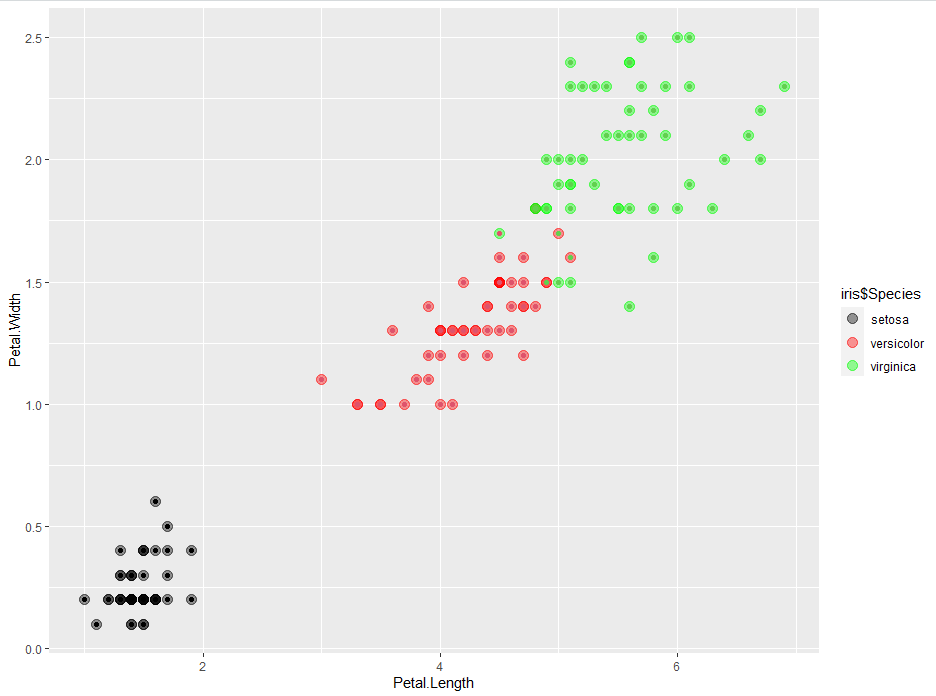 2.5
2.0
1.5
1.0
0.5
0.0
Petal.Width
2
4
6
Petal.Length
iris$Species
setosa
versicolor
virginica